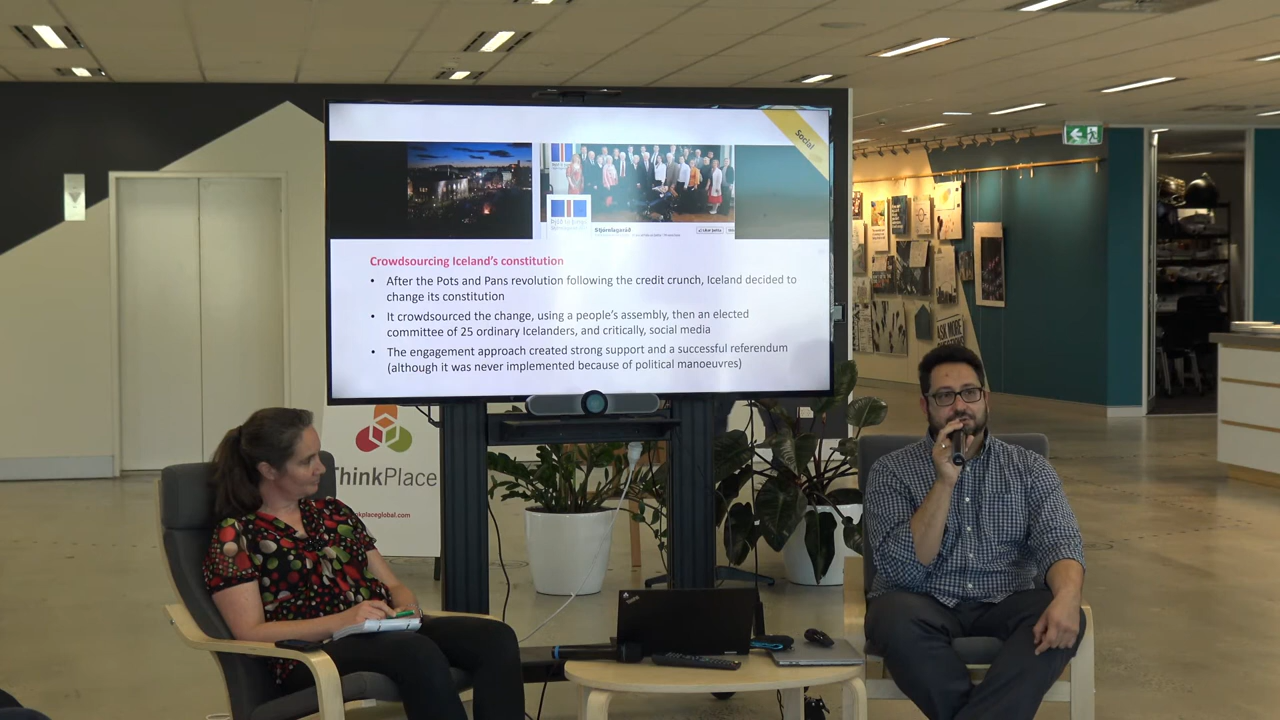 Social
Stjórnlagaráð
Crowdsourcing Iceland's constitution
• After the Pots and Pans revolution following the credit crunch, Iceland decided to
change its constitution
• It crowdsourced the change, using a people's assembly, then an elected
committee of 25 ordinary Icelanders, and critically, social media
• The engagement approach created strong support and a successful referendum
(although it was never implemented because of political manoeuvres)
ThinkPlace
nkplaceglobal.com
ASK MORE